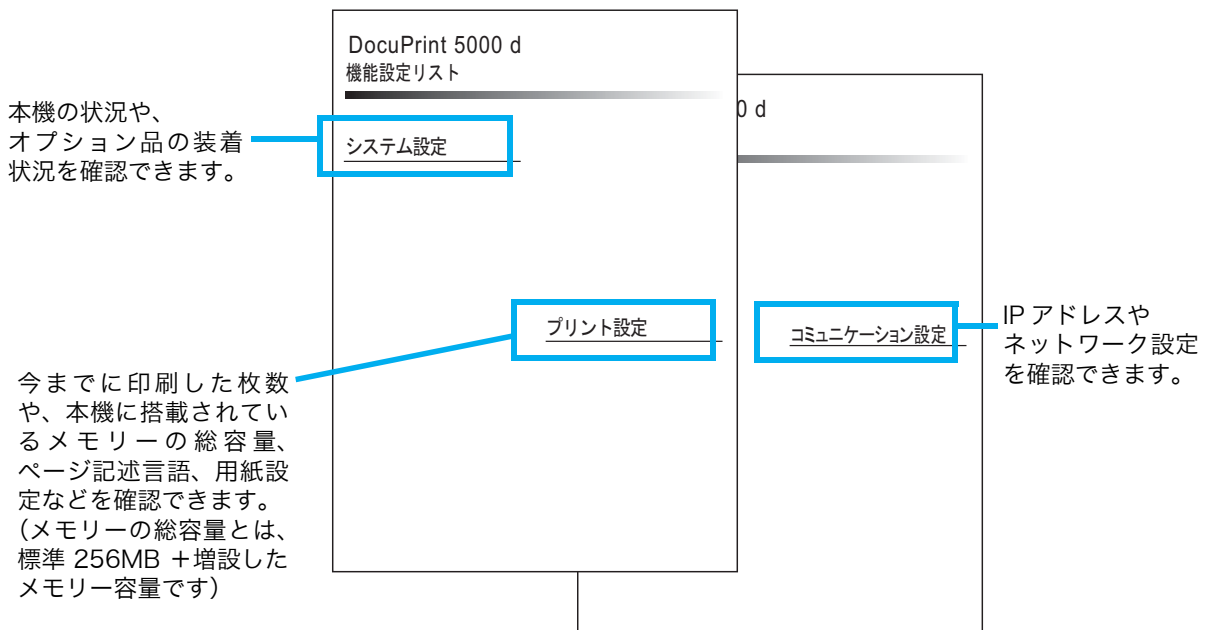 DocuPrint 5000 d
機能設定リスト
0 d
本機の状況や、
オプション品の装着
状況を確認できます。
システム設定
プリント設定
コミュニケーション設定
IP アドレスや
ネットワーク設定
を確認できます。
今までに印刷した枚数
や、本機に搭載されてい
るメモリーの総容量、
ページ記述言語、用紙設
定などを確認できます。
（メモリーの総容量とは、
標準 256MB ＋増設した
メモリー容量です）